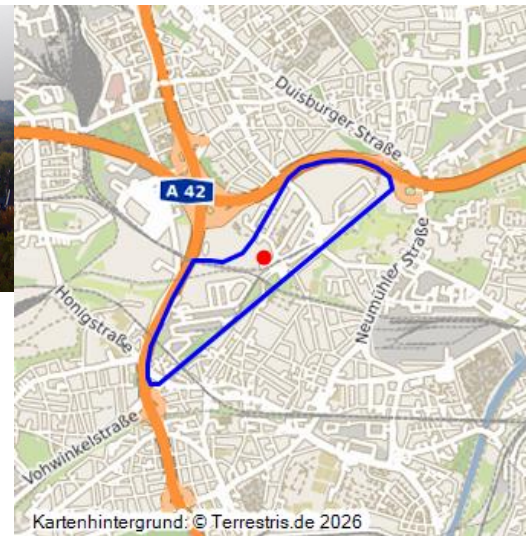 Duisburger Straße
A 42
Neumühler Straße
Honigstraße
Vohwinkelstraße
Kartenhintergrund: © Terrestris.de 2026